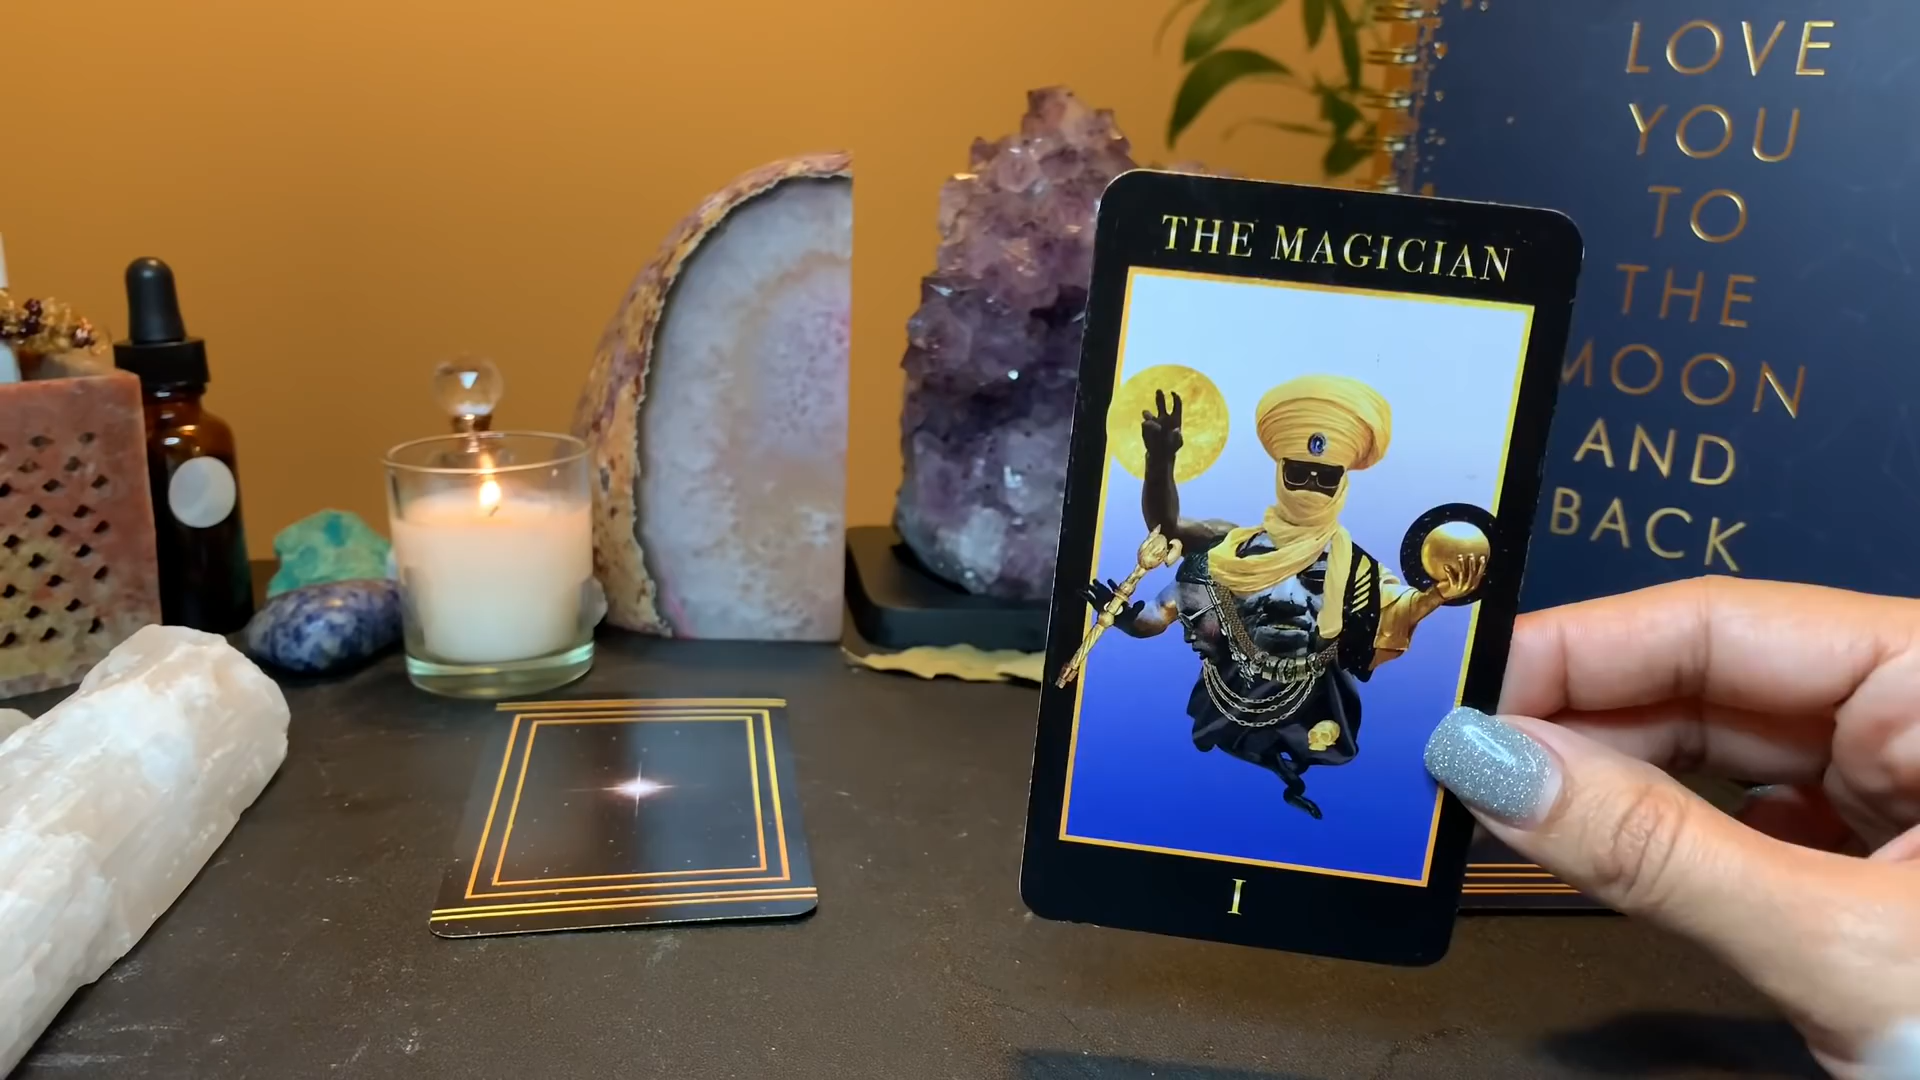 LOVE
YOU
TO
THE
MOON
AND
BACK
THE MAGICIAN
I